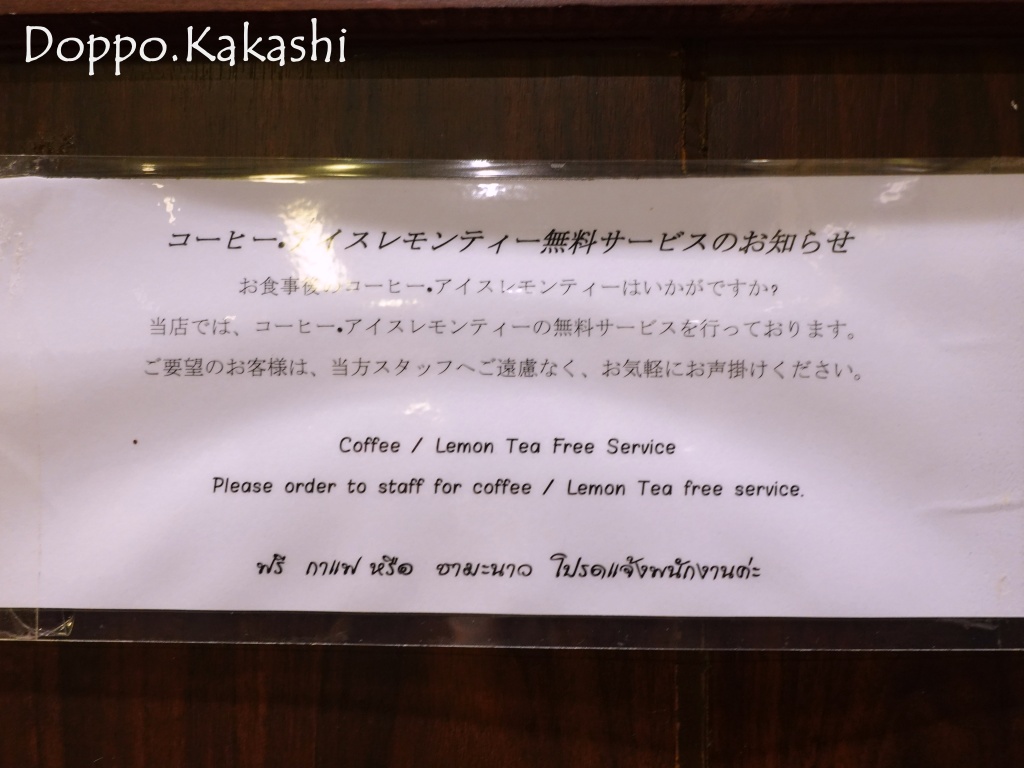 Doppo.Kakashi
コーヒー•アイスレモンティー無料サービスのお知らせ
お食事後のコーヒー•アイスレモンティーはいかがですか?
当店では、コーヒー•アイスレモンティーの無料サービスを行っております。
ご要望のお客様は、当方スタッフへご遠慮なく、お気軽にお声掛けください。
Coffee / Lemon Tea Free Service
Please order to staff for coffee / Lemon Tea free service.
ฟรี กาแฟ หรือ ชามะนาว โปรดแจ้งพนักงานค่ะ